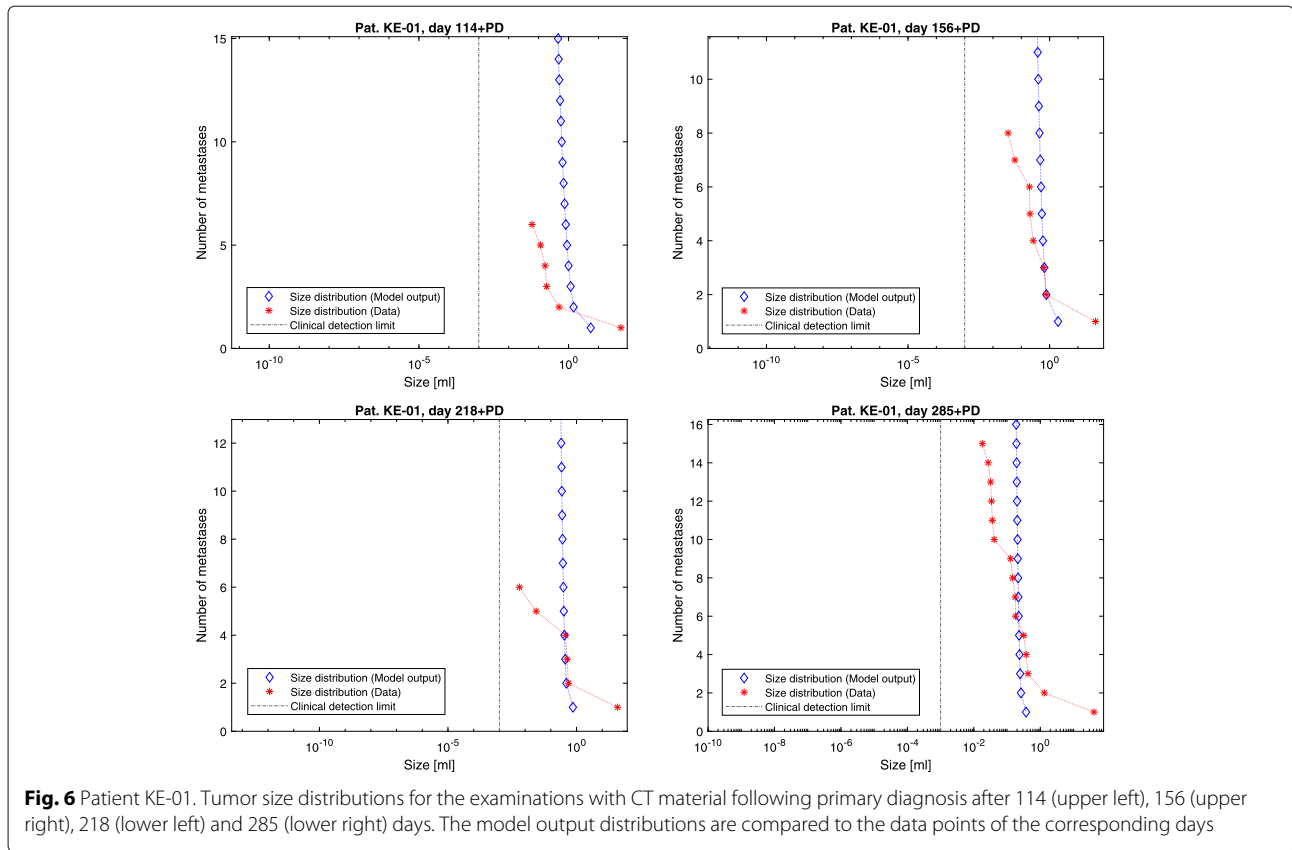 Pat. KE-01, day 114+PD
15
10
5
0
Number of metastases
Size distribution (Model output)
Size distribution (Data)
Clinical detection limit
10^-10
10^-5
10^0
Size [ml]
Pat. KE-01, day 156+PD
10
8
6
4
2
0
Number of metastases
Size distribution (Model output)
Size distribution (Data)
Clinical detection limit
10^-10
10^-5
10^0
Size [ml]
Pat. KE-01, day 218+PD
12
10
8
6
4
2
0
Number of metastases
Size distribution (Model output)
Size distribution (Data)
Clinical detection limit
10^-10
10^-5
10^0
Size [ml]
Pat. KE-01, day 285+PD
16
14
12
10
8
6
4
2
0
Number of metastases
Size distribution (Model output)
Size distribution (Data)
Clinical detection limit
10^-10
10^-8
10^-6
10^-4
10^-2
10^0
Size [ml]
Fig. 6 Patient KE-01. Tumor size distributions for the examinations with CT material following primary diagnosis after 114 (upper left), 156 (upper
right), 218 (lower left) and 285 (lower right) days. The model output distributions are compared to the data points of the corresponding days